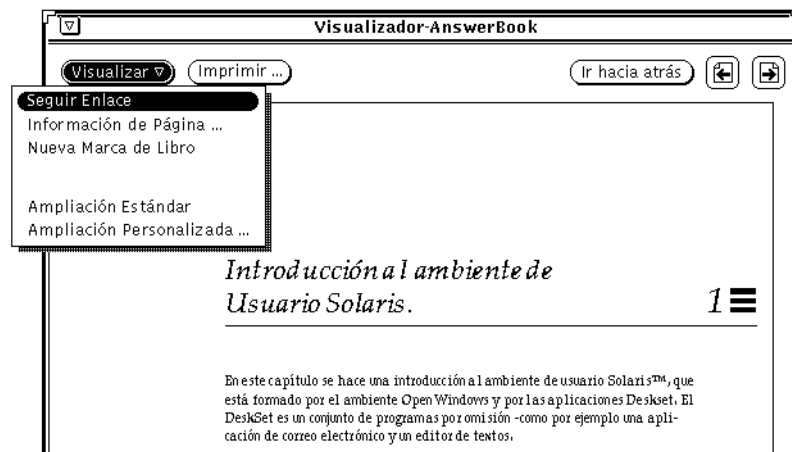 Visualizador-AnswerBook
Visualizar Imprimir ... Ir hacia atrás
Seguir Enlace
Información de Página ...
Nueva Marca de Libro
Ampliación Estándar
Ampliación Personalizada ...
Introducción al ambiente de
Usuario Solaris. 1
En este capítulo se hace una introducción al ambiente de usuario Solaris™, que
está formado por el ambiente OpenWindows y por las aplicaciones Deskset. El
DeskSet es un conjunto de programas por omisión -como por ejemplo una apli-
cación de correo electrónico y un editor de textos.